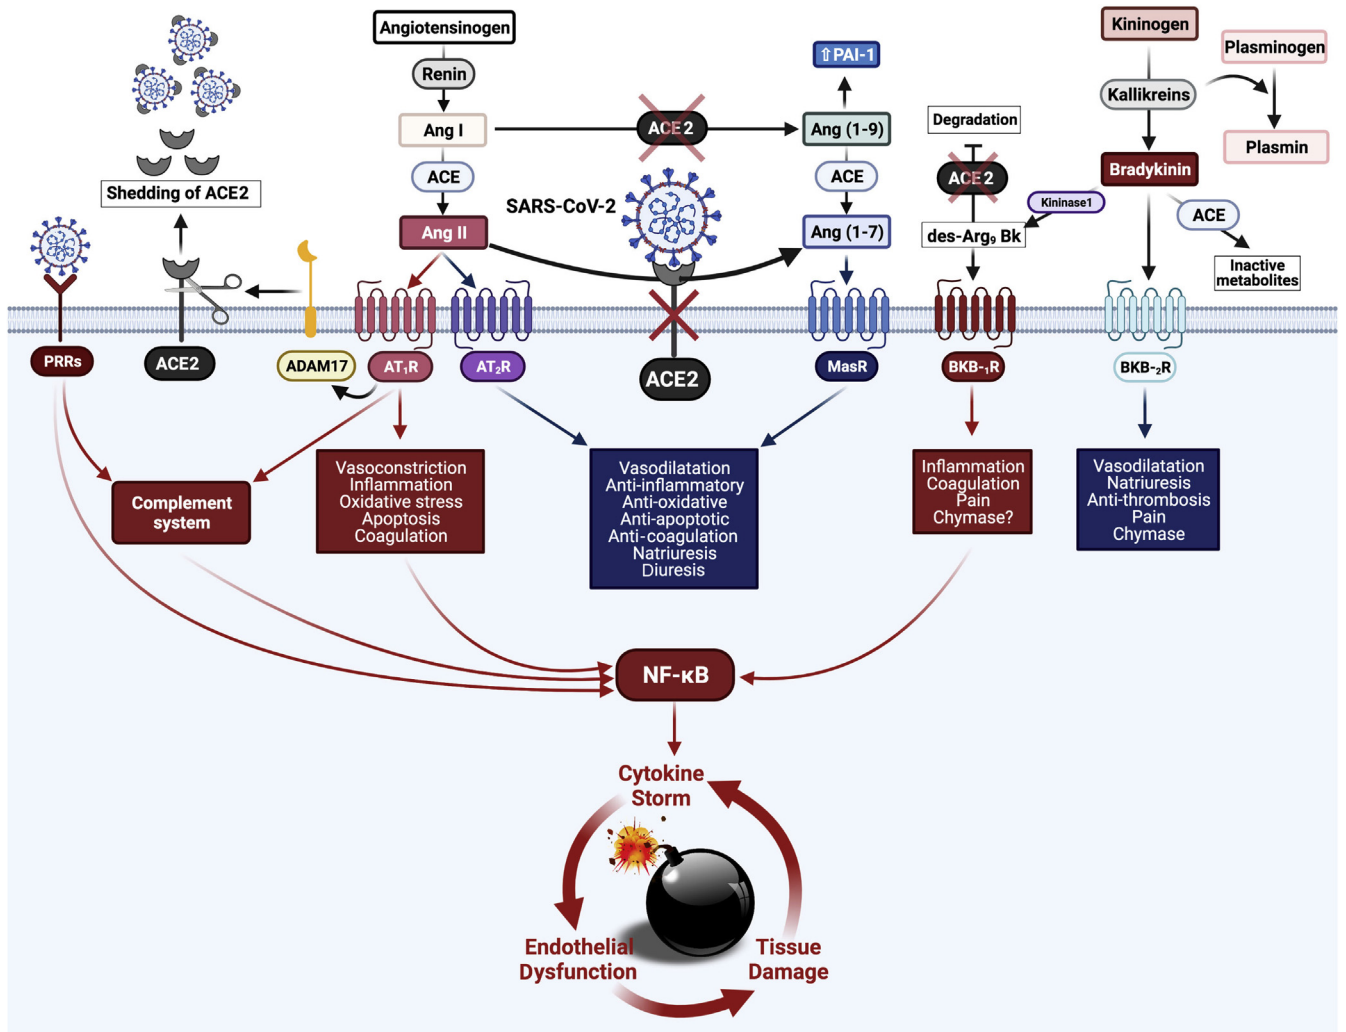 Angiotensinogen
Renin
Ang I
ACE
Ang II
ACE 2
⇧PAI-1
Ang (1-9)
ACE
Ang (1-7)
SARS-CoV-2
Shedding of ACE2
Degradation
ACE 2
des-Arg₉ Bk
Kininogen
Kallikreins
Bradykinin
Kininase1
ACE
Inactive
metabolites
Plasminogen
Plasmin
PRRs
ACE2
ADAM17
AT₁R
AT₂R
ACE2
MasR
BKB-₁R
BKB-₂R
Complement
system
Vasoconstriction
Inflammation
Oxidative stress
Apoptosis
Coagulation
Vasodilatation
Anti-inflammatory
Anti-oxidative
Anti-apoptotic
Anti-coagulation
Natriuresis
Diuresis
Inflammation
Coagulation
Pain
Chymase?
Vasodilatation
Natriuresis
Anti-thrombosis
Pain
Chymase
NF-κB
Cytokine
Storm
Endothelial
Dysfunction
Tissue
Damage